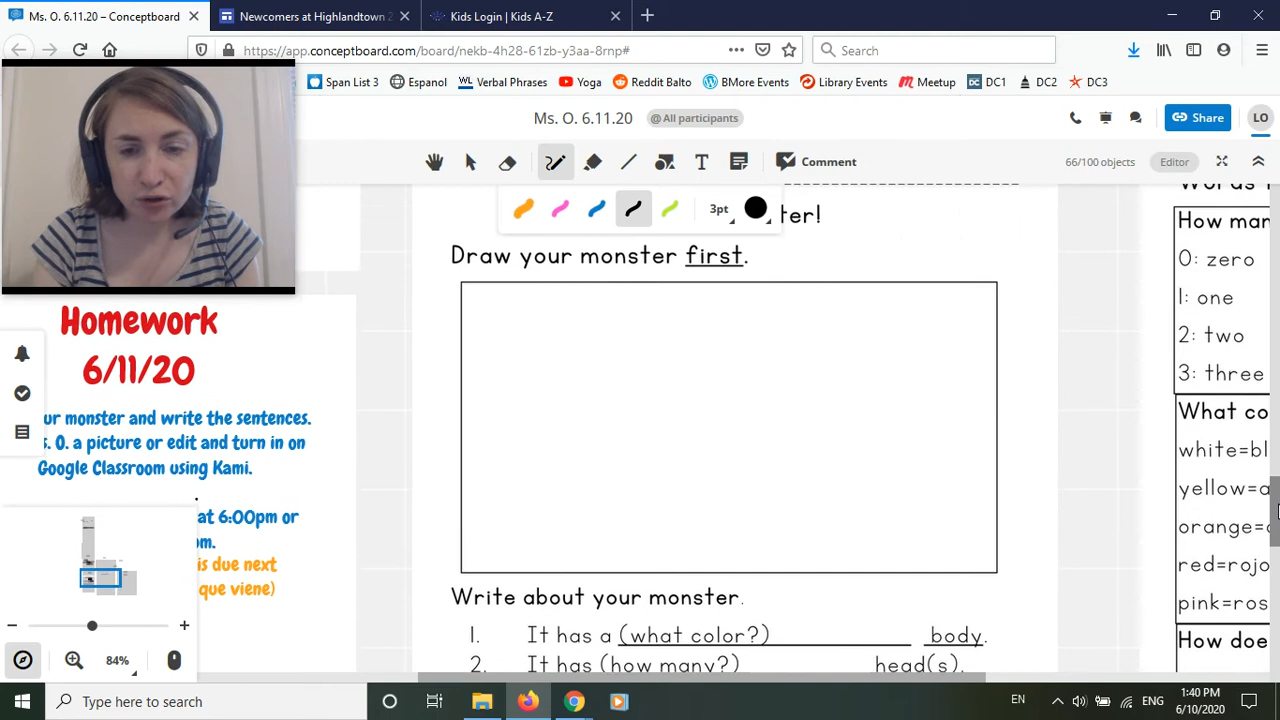 Ms. O. 6.11.20 – Conceptboard
Newcomers at Highlandtown
Kids Login | Kids A-Z
https://app.conceptboard.com/board/nekb-4h28-61zb-y3aa-8rnp#
Search
Span List 3
Espanol
WL Verbal Phrases
Yoga
Reddit Balto
BMore Events
Library Events
Meetup
DC1
DC2
DC3
Ms. O. 6.11.20
@ All participants
Share
LO
Comment
66/100 objects
Editor
3pt
ter!
Draw your monster first.
Write about your monster.
1. It has a (what color?) body.
2. It has (how many?) head(s).
Homework
6/11/20
ur monster and write the sentences.
s. O. a picture or edit and turn in on
Google Classroom using Kami.
at 6:00pm or
om.
is due next
que viene)
How man
0: zero
1: one
2: two
3: three
What co
white=bl
yellow=a
orange=
red=rojo
pink=ros
How doe
84%
Type here to search
EN
ENG
1:40 PM
6/10/2020